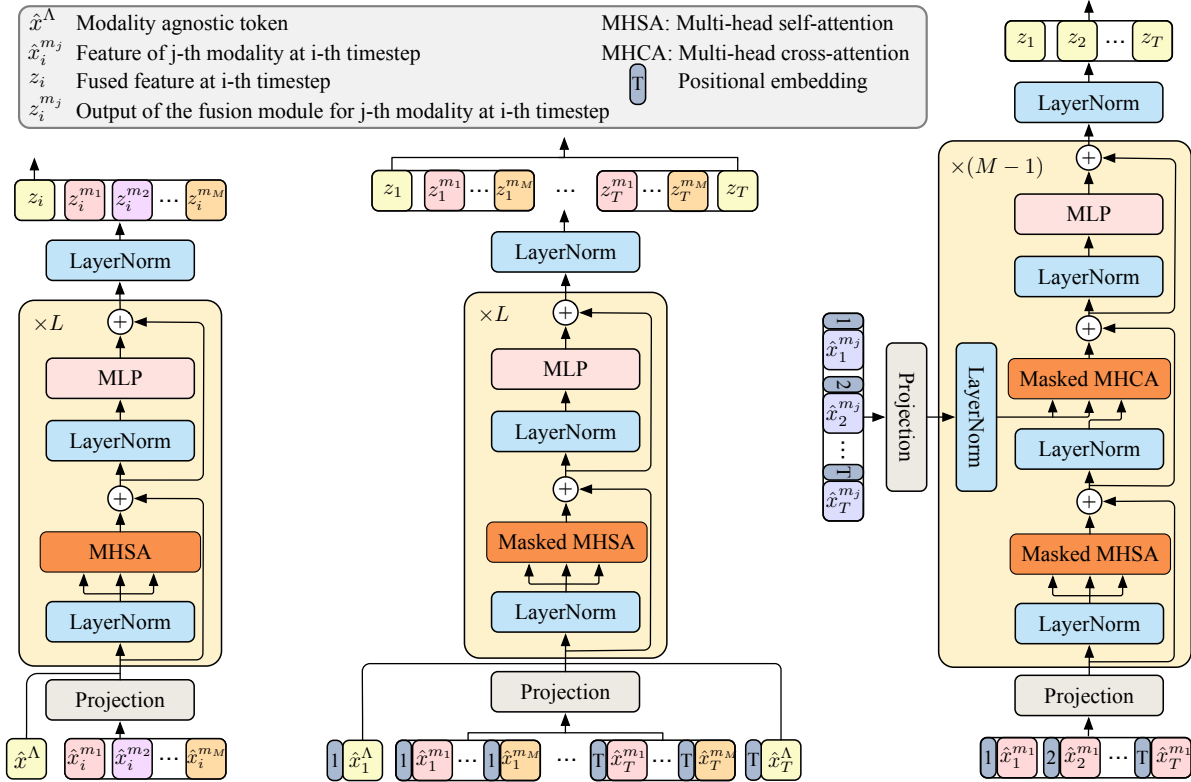 x̂^Λ Modality agnostic token
x̂_i^{m_j} Feature of j-th modality at i-th timestep
z_i Fused feature at i-th timestep
z_i^{m_j} Output of the fusion module for j-th modality at i-th timestep
MHSA: Multi-head self-attention
MHCA: Multi-head cross-attention
T Positional embedding
z_i z_i^{m_1} z_i^{m_2} ··· z_i^{m_M}
LayerNorm
×L
+
MLP
LayerNorm
+
MHSA
LayerNorm
Projection
x̂^Λ x̂_i^{m_1} x̂_i^{m_2} ··· x̂_i^{m_M}
z_1 z_1^{m_1} ··· z_1^{m_M} ··· z_T^{m_1} ··· z_T^{m_M} z_T
LayerNorm
×L
+
MLP
LayerNorm
+
Masked MHSA
LayerNorm
Projection
1 x̂_1^Λ 1 x̂_1^{m_1} ··· 1 x̂_1^{m_M} ··· T x̂_T^{m_1} ··· T x̂_T^{m_M} T x̂_T^Λ
z_1 z_2 ··· z_T
LayerNorm
×(M − 1)
+
MLP
LayerNorm
+
Masked MHCA
LayerNorm
+
Masked MHSA
LayerNorm
Projection
1 x̂_1^{m_1} 2 x̂_2^{m_1} ··· T x̂_T^{m_1}
1
x̂_1^{m_j}
2
x̂_2^{m_j}
···
T
x̂_T^{m_j}
Projection
LayerNorm